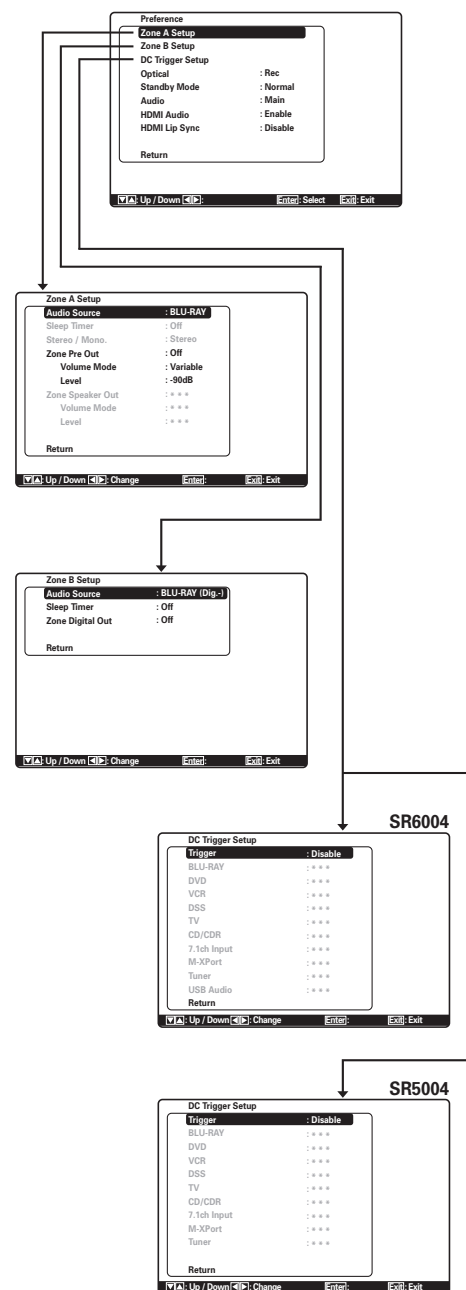 Preference
Zone A Setup
Zone B Setup
DC Trigger Setup
Optical : Rec
Standby Mode : Normal
Audio : Main
HDMI Audio : Enable
HDMI Lip Sync : Disable
Return
▼▲: Up / Down ◀▶: Enter: Select Exit: Exit
Zone A Setup
Audio Source : BLU-RAY
Sleep Timer : Off
Stereo / Mono. : Stereo
Zone Pre Out : Off
Volume Mode : Variable
Level : -90dB
Zone Speaker Out : * * *
Volume Mode : * * *
Level : * * *
Return
▼▲: Up / Down ◀▶: Change Enter: Exit: Exit
Zone B Setup
Audio Source : BLU-RAY (Dig.-)
Sleep Timer : Off
Zone Digital Out : Off
Return
▼▲: Up / Down ◀▶: Change Enter: Exit: Exit
SR6004
DC Trigger Setup
Trigger : Disable
BLU-RAY : * * *
DVD : * * *
VCR : * * *
DSS : * * *
TV : * * *
CD/CDR : * * *
7.1ch Input : * * *
M-XPort : * * *
Tuner : * * *
USB Audio : * * *
Return
▼▲: Up / Down ◀▶: Change Enter: Exit: Exit
SR5004
DC Trigger Setup
Trigger : Disable
BLU-RAY : * * *
DVD : * * *
VCR : * * *
DSS : * * *
TV : * * *
CD/CDR : * * *
7.1ch Input : * * *
M-XPort : * * *
Tuner : * * *
Return
▼▲: Up / Down ◀▶: Change Enter: Exit: Exit